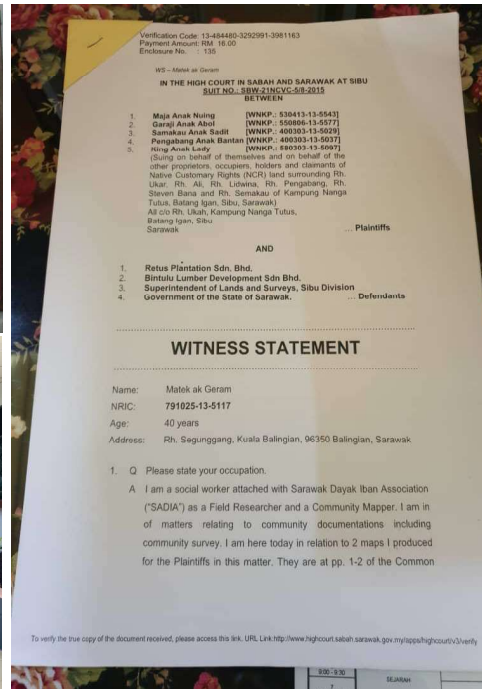 Verification Code: 13-484480-3292991-3981163
Payment Amount: RM 16.00
Enclosure No. : 135
WS – Matek ak Geram
IN THE HIGH COURT IN SABAH AND SARAWAK AT SIBU
SUIT NO.: SBW-21NCVC-5/8-2015
BETWEEN
1. Maja Anak Nuing [WNKP.: 530413-13-5543]
2. Garaji Anak Abol [WNKP.: 550806-13-5577]
3. Samakau Anak Sadit [WNKP.: 400303-13-5029]
4. Pengabang Anak Bantan [WNKP.: 400303-13-5037]
5. King Anak Lady [WNKP.: 580303-13-5097]
(Suing on behalf of themselves and on behalf of the
other proprietors, occupiers, holders and claimants of
Native Customary Rights (NCR) land surrounding Rh.
Ukar, Rh. Ali, Rh. Lidwina, Rh. Pengabang, Rh.
Steven Bana and Rh. Semakau of Kampung Nanga
Tutus, Batang Igan, Sibu, Sarawak)
All c/o Rh. Ukah, Kampung Nanga Tutus,
Batang Igan, Sibu
Sarawak ... Plaintiffs
AND
1. Retus Plantation Sdn. Bhd.
2. Bintulu Lumber Development Sdn Bhd.
3. Superintendent of Lands and Surveys, Sibu Division
4. Government of the State of Sarawak. ... Defendants
WITNESS STATEMENT
Name: Matek ak Geram
NRIC: 791025-13-5117
Age: 40 years
Address: Rh. Segunggang, Kuala Balingian, 96350 Balingian, Sarawak
1. Q Please state your occupation.
A I am a social worker attached with Sarawak Dayak Iban Association
("SADIA") as a Field Researcher and a Community Mapper. I am in
of matters relating to community documentations including
community survey. I am here today in relation to 2 maps I produced
for the Plaintiffs in this matter. They are at pp. 1-2 of the Common
To verify the true copy of the document received, please access this link. URL Link:http://www.highcourt.sabah.sarawak.gov.my/apps/highcourt/v3/verify
9:00 - 9:30
SEJARAH